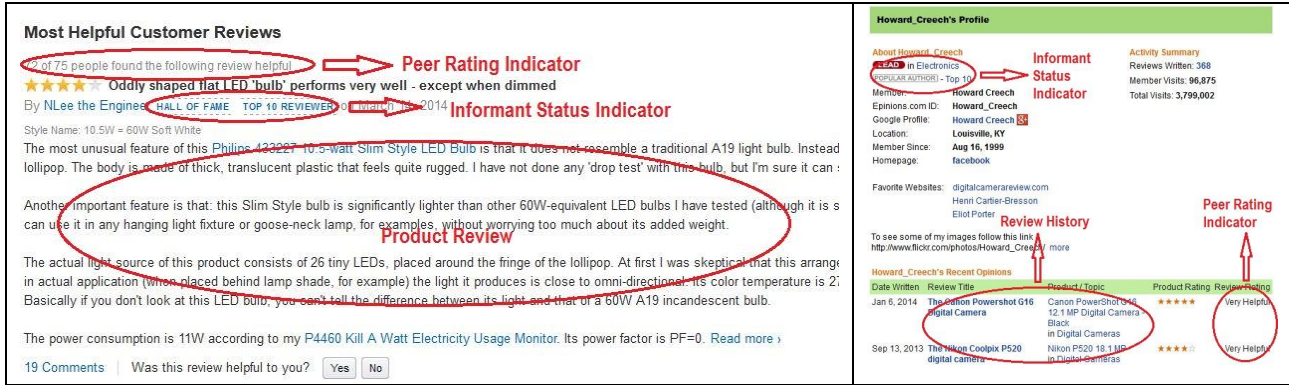 Most Helpful Customer Reviews
72 of 75 people found the following review helpful
Peer Rating Indicator
Oddly shaped flat LED 'bulb' performs very well - except when dimmed
By NLee the Enginee HALL OF FAME TOP 10 REVIEWER on March 2014
Informant Status Indicator
Style Name: 10.5W = 60W Soft White
The most unusual feature of this Philips 433227 10.5-watt Slim Style LED Bulb is that it does not resemble a traditional A19 light bulb. Instead
lollipop. The body is made of thick, translucent plastic that feels quite rugged. I have not done any 'drop test' with this bulb, but I'm sure it can
Another important feature is that: this Slim Style bulb is significantly lighter than other 60W-equivalent LED bulbs I have tested (although it is s
can use it in any hanging light fixture or goose-neck lamp, for examples, without worrying too much about its added weight.
Product Review
The actual light source of this product consists of 26 tiny LEDs, placed around the fringe of the lollipop. At first I was skeptical that this arrange
in actual application (when placed behind lamp shade, for example) the light it produces is close to omni-directional. Its color temperature is 27
Basically if you don't look at this LED bulb, you can't tell the difference between its light and that of a 60W A19 incandescent bulb.
The power consumption is 11W according to my P4460 Kill A Watt Electricity Usage Monitor. Its power factor is PF=0. Read more ›
19 Comments Was this review helpful to you? Yes No
Howard_Creech's Profile
About Howard_Creech
LEAD in Electronics
POPULAR AUTHOR - Top 10
Member: Howard Creech
Epinions.com ID: Howard_Creech
Google Profile: Howard Creech
Location: Louisville, KY
Member Since: Aug 16, 1999
Homepage: facebook
Informant
Status
Indicator
Activity Summary
Reviews Written: 368
Member Visits: 96,875
Total Visits: 3,799,002
Favorite Websites: digitalcamerareview.com
Henri Cartier-Bresson
Eliot Porter
Peer Rating
Indicator
Review History
To see some of my images follow this link
http://www.flickr.com/photos/Howard_Creech/ more
Howard_Creech's Recent Opinions
Date Written Review Title Product / Topic Product Rating Review Rating
Jan 6, 2014 The Canon Powershot G16 Canon PowerShot G16 Very Helpful
Digital Camera 12.1 MP Digital Camera -
Black
in Digital Cameras
Sep 13, 2013 The Nikon Coolpix P520 Nikon P520 18.1 MP Very Helpful
digital camera in Digital Cameras